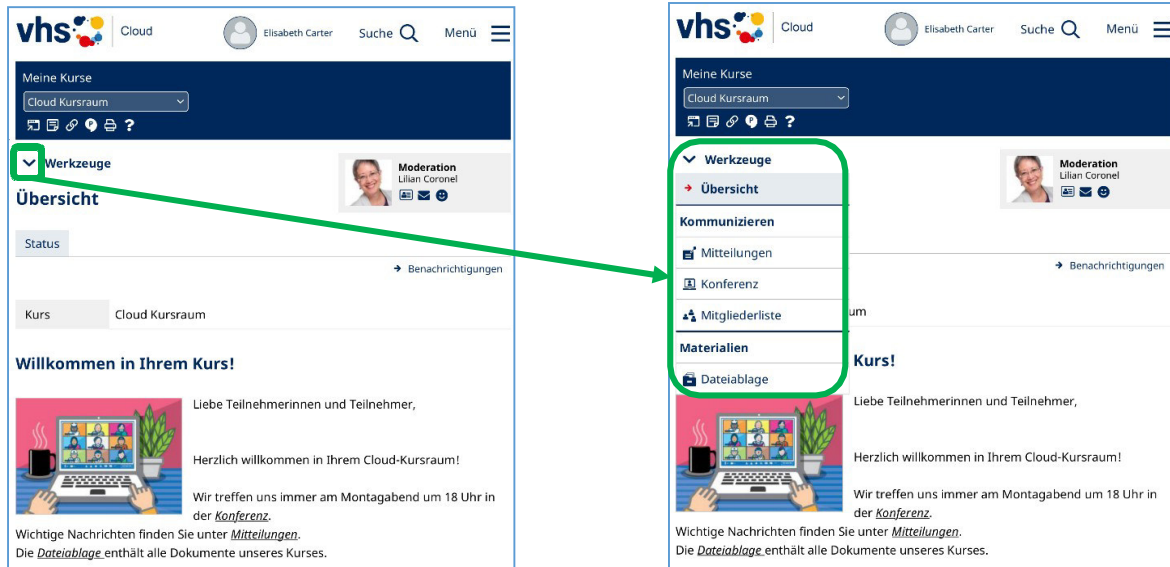 vhs Cloud Elisabeth Carter Suche Menü
Meine Kurse
Cloud Kursraum
P ?
Werkzeuge
Moderation
Lilian Coronel
Übersicht
Status
Benachrichtigungen
Kurs Cloud Kursraum
Willkommen in Ihrem Kurs!
Liebe Teilnehmerinnen und Teilnehmer,
Herzlich willkommen in Ihrem Cloud-Kursraum!
Wir treffen uns immer am Montagabend um 18 Uhr in
der Konferenz.
Wichtige Nachrichten finden Sie unter Mitteilungen.
Die Dateiablage enthält alle Dokumente unseres Kurses.
vhs Cloud Elisabeth Carter Suche Menü
Meine Kurse
Cloud Kursraum
P ?
Werkzeuge
Moderation
Lilian Coronel
Übersicht
Kommunizieren
Mitteilungen
Benachrichtigungen
Konferenz
Mitgliederliste
um
Materialien
Kurs!
Dateiablage
Liebe Teilnehmerinnen und Teilnehmer,
Herzlich willkommen in Ihrem Cloud-Kursraum!
Wir treffen uns immer am Montagabend um 18 Uhr in
der Konferenz.
Wichtige Nachrichten finden Sie unter Mitteilungen.
Die Dateiablage enthält alle Dokumente unseres Kurses.